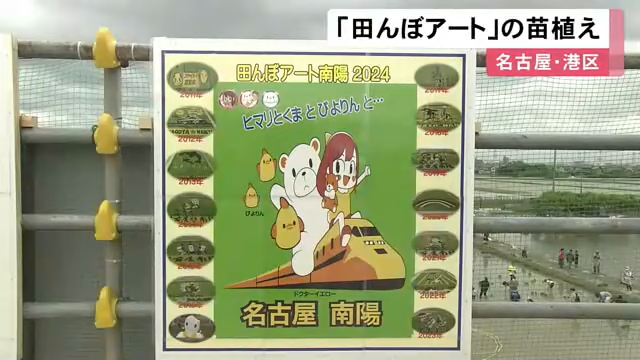 「田んぼアート」の苗植え
名古屋・港区
田んぼアート南陽 2024
ヒマリとくま と ぴよりん と…
ぴよりん
ドクターイエロー
名古屋 南陽
2012年
2013年
2022年
2023年